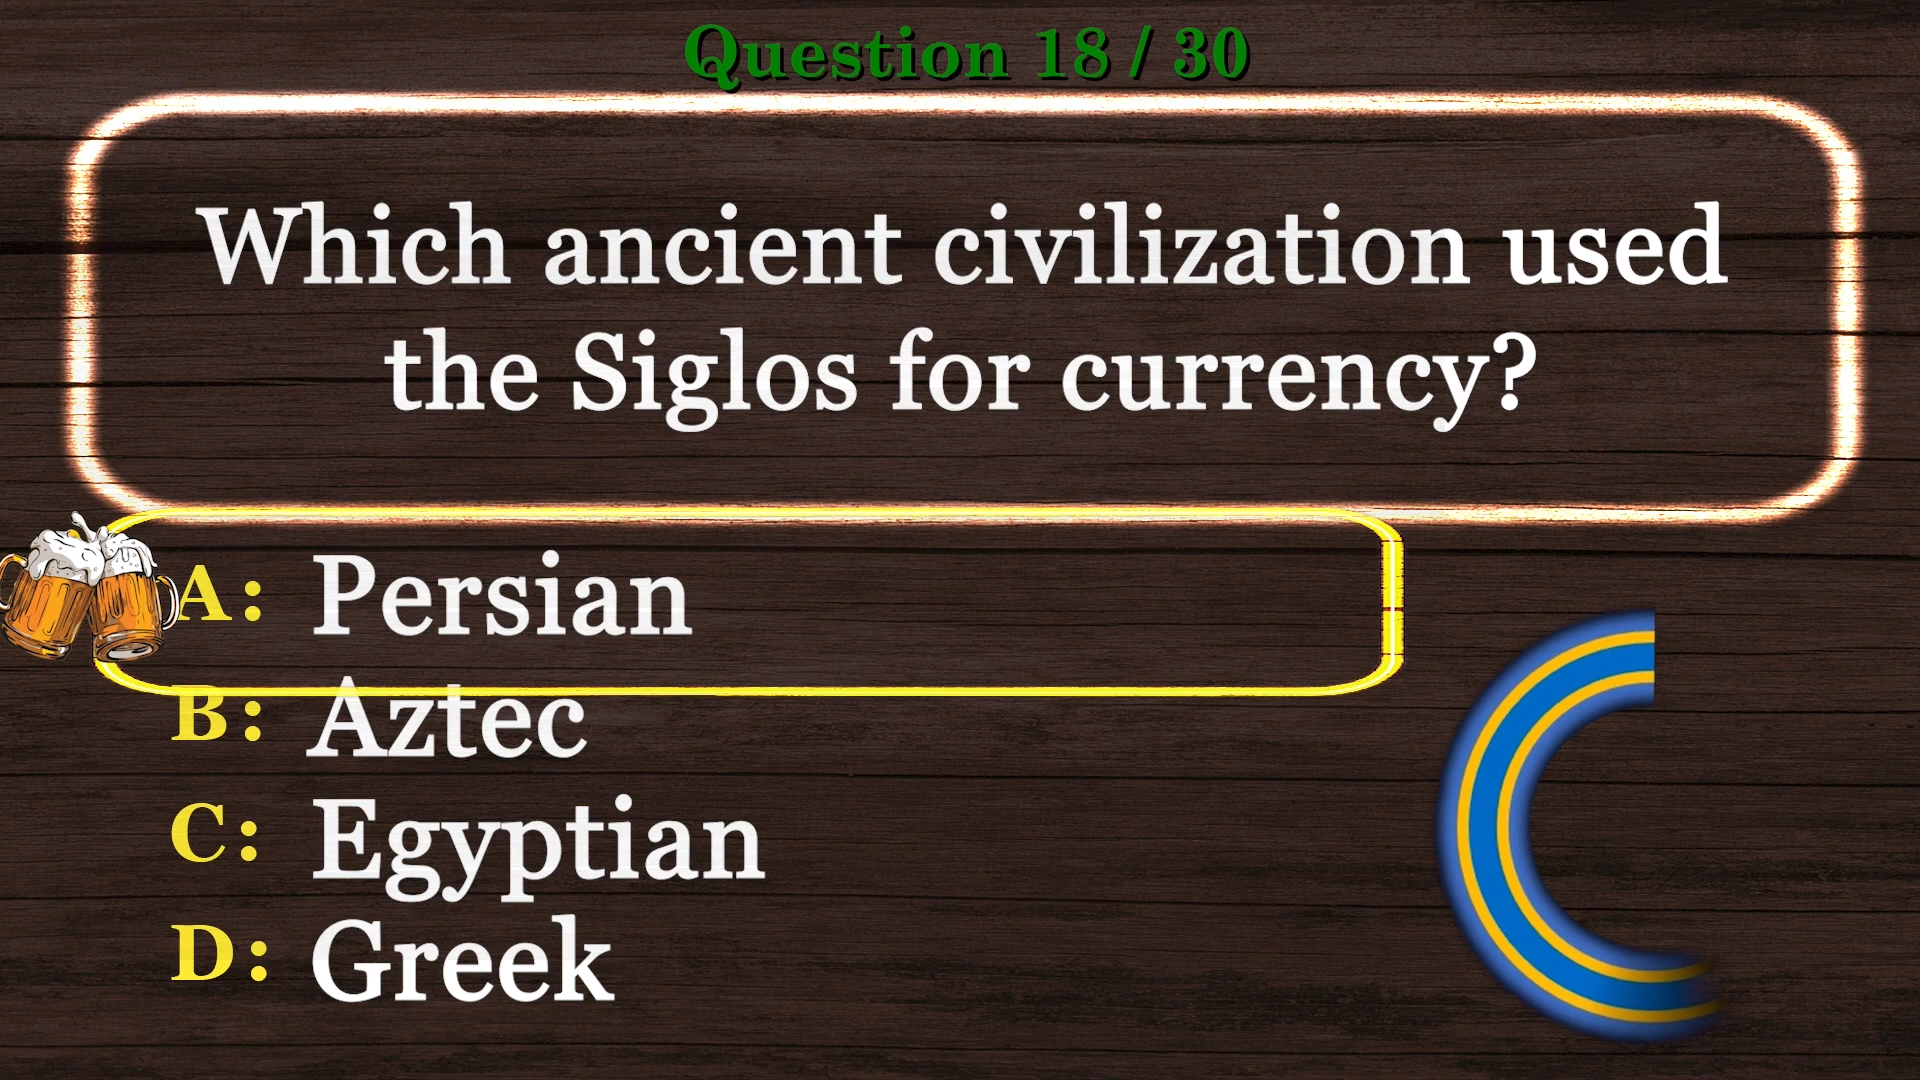 Question 18 / 30
Which ancient civilization used
the Siglos for currency?
A: Persian
B: Aztec
C: Egyptian
D: Greek